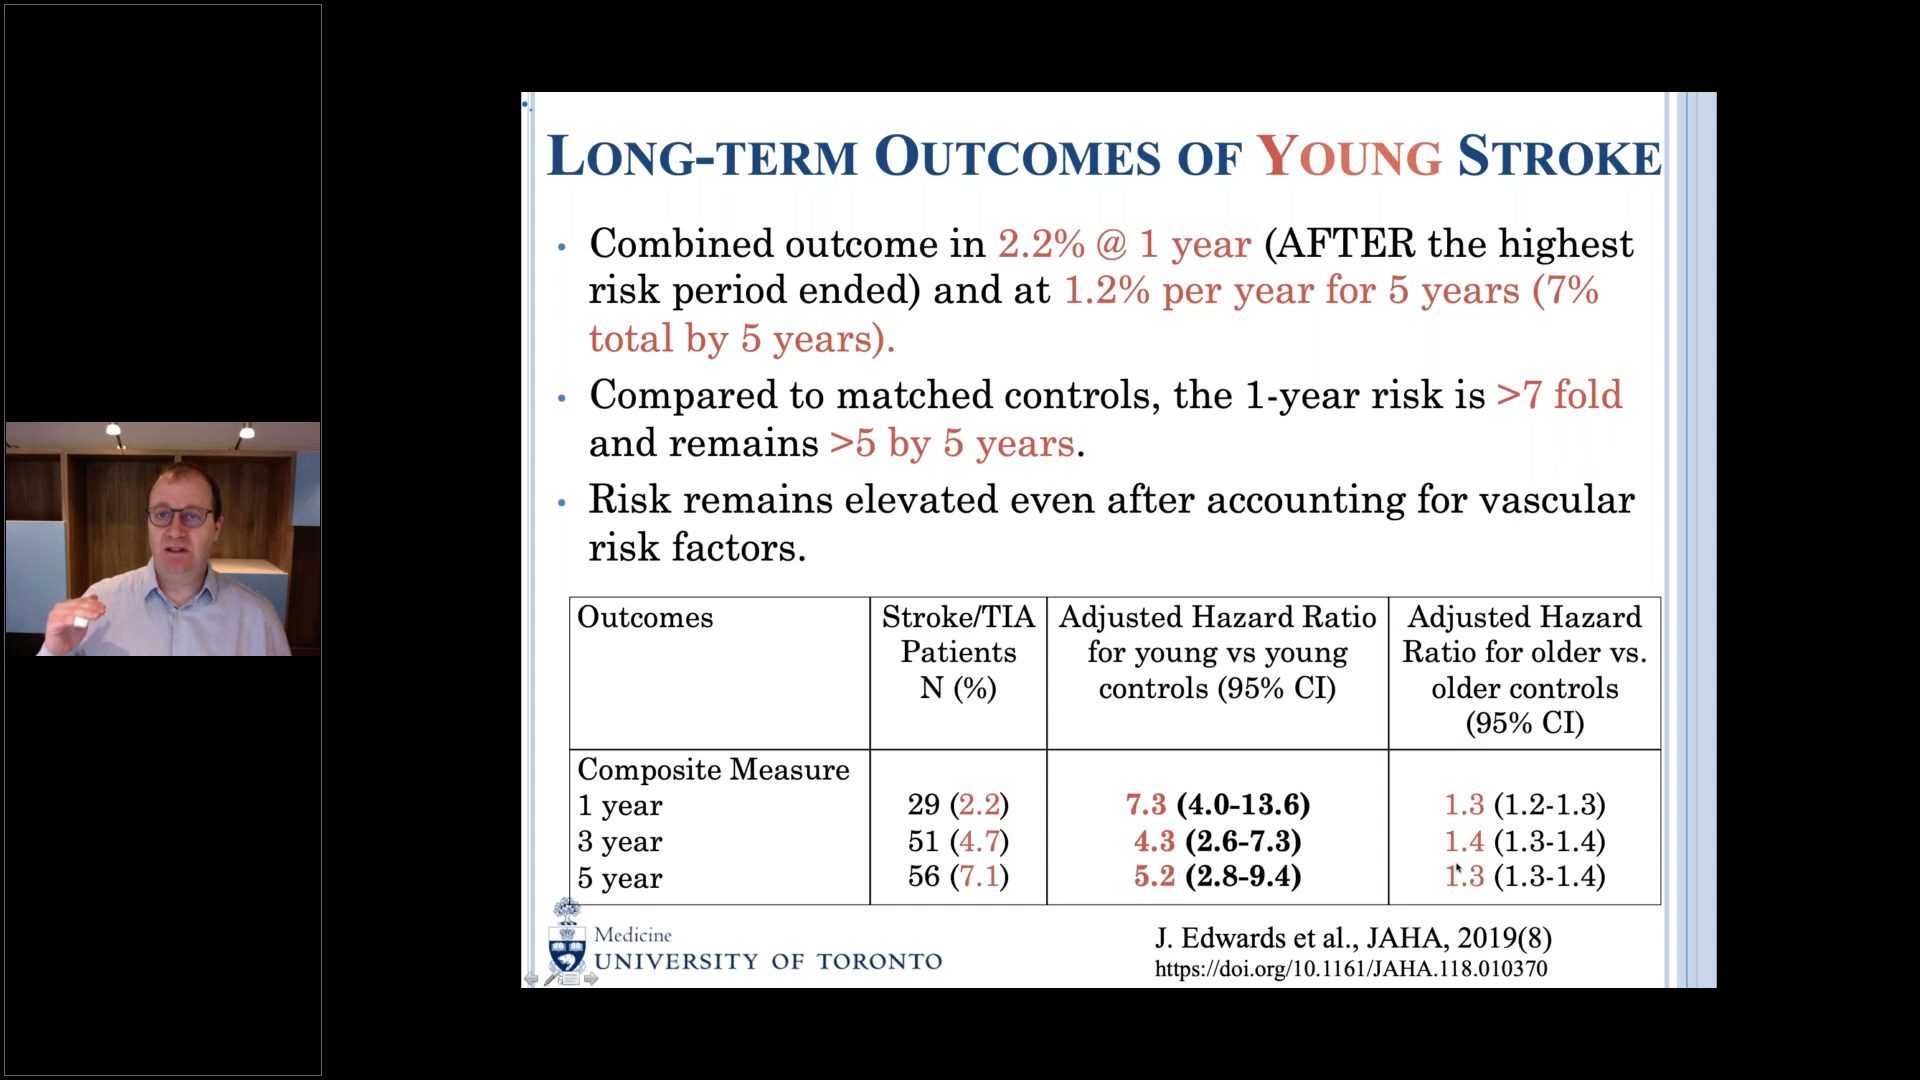 LONG-TERM OUTCOMES OF YOUNG STROKE
• Combined outcome in 2.2% @ 1 year (AFTER the highest
risk period ended) and at 1.2% per year for 5 years (7%
total by 5 years).
• Compared to matched controls, the 1-year risk is >7 fold
and remains >5 by 5 years.
• Risk remains elevated even after accounting for vascular
risk factors.
Outcomes
Stroke/TIA
Patients
N (%)
Adjusted Hazard Ratio
for young vs young
controls (95% CI)
Adjusted Hazard
Ratio for older vs.
older controls
(95% CI)
Composite Measure
1 year 29 (2.2) 7.3 (4.0-13.6) 1.3 (1.2-1.3)
3 year 51 (4.7) 4.3 (2.6-7.3) 1.4 (1.3-1.4)
5 year 56 (7.1) 5.2 (2.8-9.4) 1.3 (1.3-1.4)
Medicine
UNIVERSITY OF TORONTO
J. Edwards et al., JAHA, 2019(8)
https://doi.org/10.1161/JAHA.118.010370